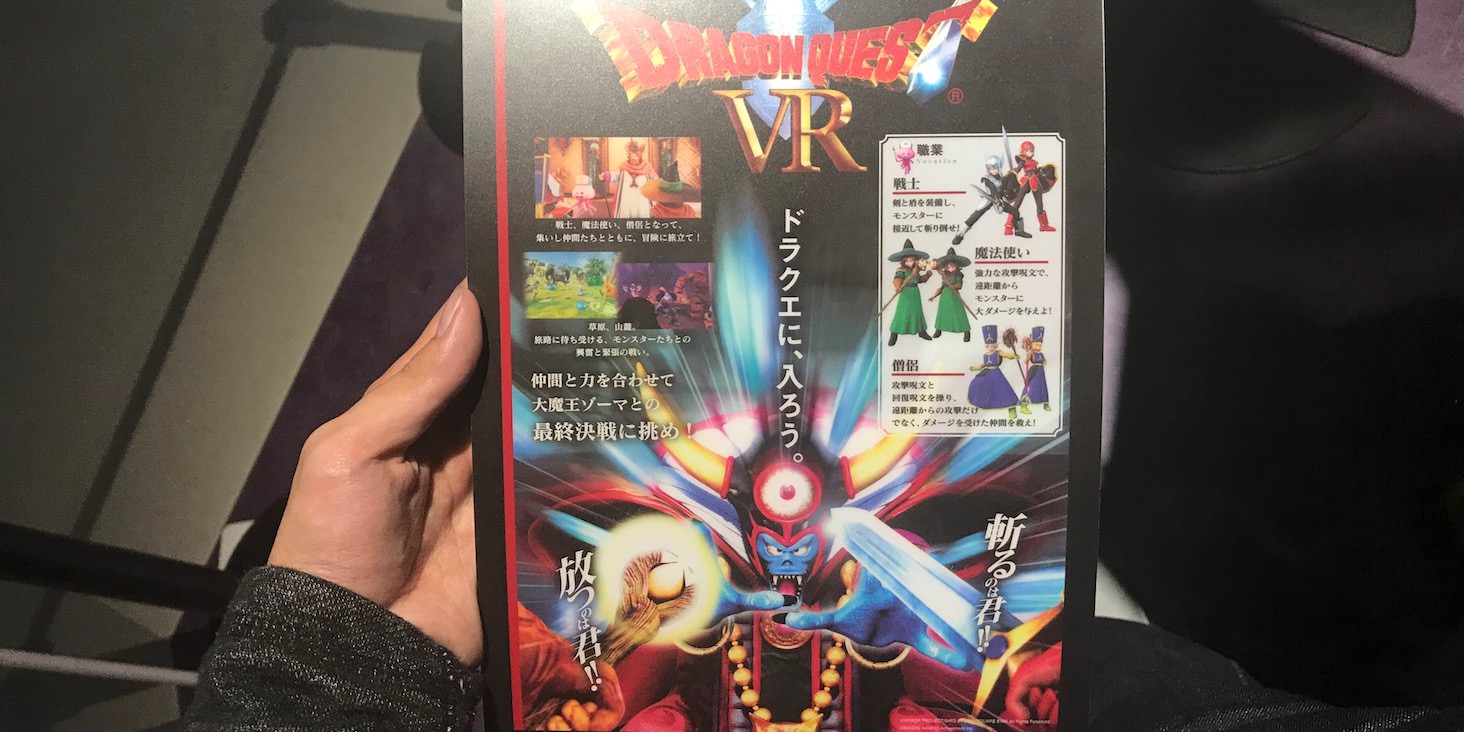 DRAGON QUEST
VR
®
戦士、魔法使い、僧侶となって、
集いし仲間たちとともに、冒険に旅立て！
草原、山麓。
旅路に待ち受ける、モンスターたちとの
興奮と緊張の戦い。
仲間と力を合わせて
大魔王ゾーマとの
最終決戦に挑め！
ドラクエに、入ろう。
職業
Vocation
戦士
剣と盾を装備し、
モンスターに
接近して斬り倒せ！
魔法使い
強力な攻撃呪文で、
遠距離から
モンスターに
大ダメージを与えよ！
僧侶
攻撃呪文と
回復呪文を操り、
遠距離からの攻撃だけ
でなく、ダメージを受けた仲間を救え！
斬るのは君!!
放つのは君!!